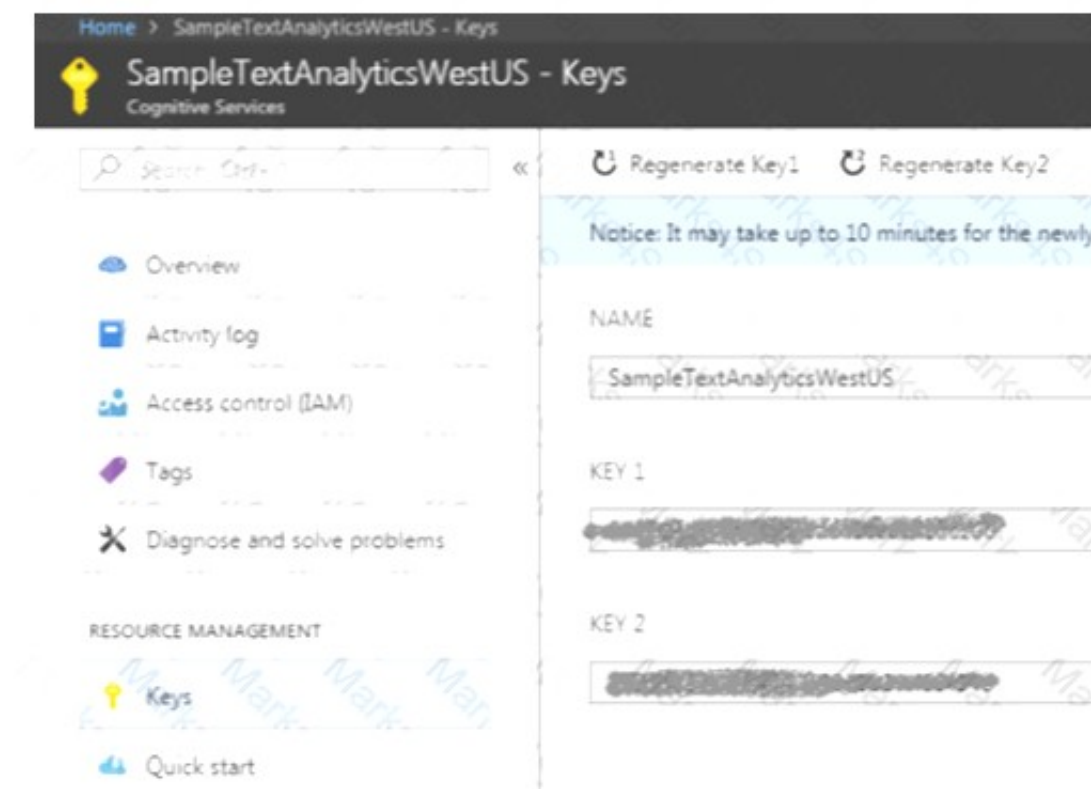 Home > SampleTextAnalyticsWestUS - Keys
SampleTextAnalyticsWestUS - Keys
Cognitive Services
Search Ctrl+
«
Regenerate Key1
Regenerate Key2
Notice: It may take up to 10 minutes for the newly
Overview
Activity log
Access control (IAM)
Tags
Diagnose and solve problems
RESOURCE MANAGEMENT
Keys
Quick start
NAME
SampleTextAnalyticsWestUS
KEY 1
KEY 2